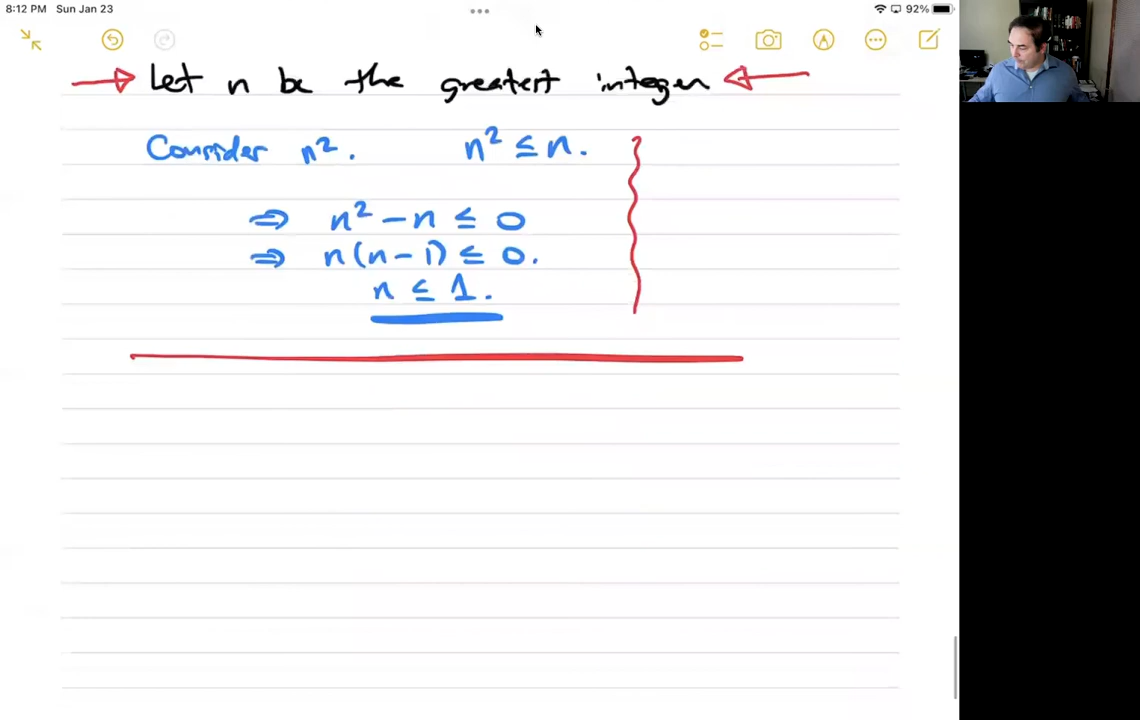 8:12 PM Sun Jan 23
92%
Let n be the greatest integer
Consider n². n² ≤ n.
⇒ n² - n ≤ 0
⇒ n(n-1) ≤ 0.
n ≤ 1.